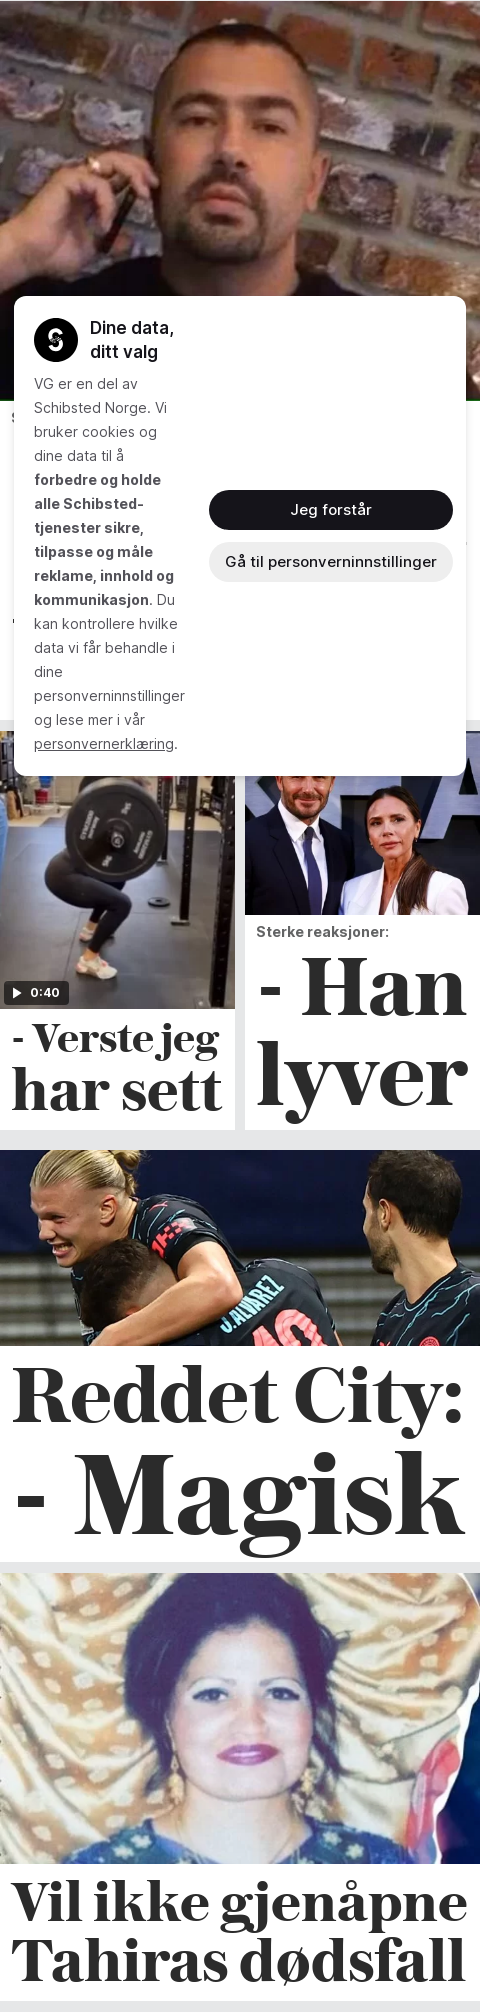 Dine data,
ditt valg
VG er en del av
Schibsted Norge. Vi
bruker cookies og
dine data til å
forbedre og holde
alle Schibsted-
tjenester sikre,
tilpasse og måle
reklame, innhold og
kommunikasjon. Du
kan kontrollere hvilke
data vi får behandle i
dine
personverninnstillinger
og lese mer i vår
personvernerklæring.
Jeg forstår
Gå til personverninnstillinger
0:40
- Verste jeg
har sett
Sterke reaksjoner:
- Han
lyver
J.ALVAREZ
Reddet City:
- Magisk
Vil ikke gjenåpne
Tahiras dødsfall